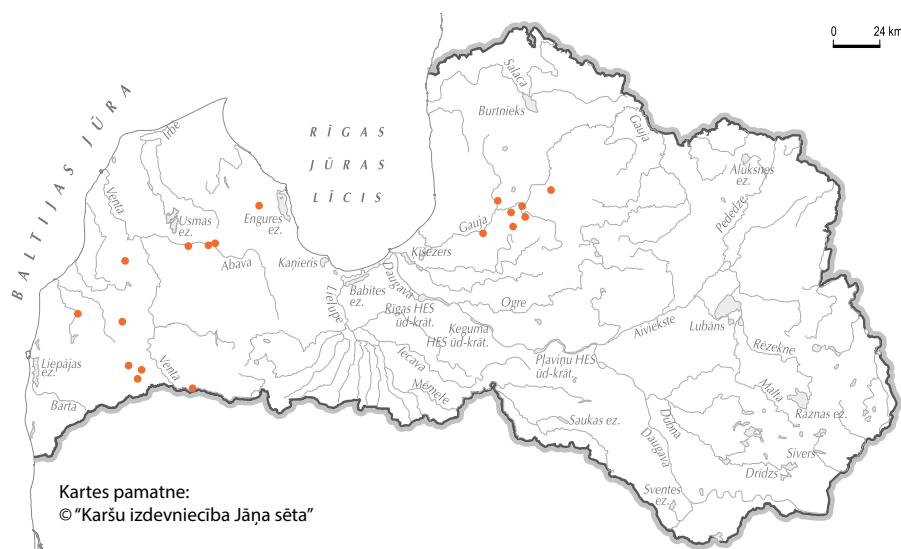 0 24 km
BALTIJAS JŪRA
RĪGAS
JŪRAS
LĪCIS
Salaca
Burtnieks
Gauja
Alūksnes
ez.
Pededze
Irbe
Venta
Usmas
ez.
Engures
ez.
Abava
Kaņieris
Gauja
Ķīšezers
Daugava
Babītes
ez.
Lielupe
Rīgas HES
ūd-krāt.
Ogre
Ķeguma
HES ūd-krāt.
Aiviekste
Lubāns
Pļaviņu HES
ūd-krāt.
Rēzekne
Iecava
Mēmele
Liepājas
ez.
Venta
Bārta
Malta
Rāznas ez.
Saukas ez.
Dubna
Daugava
Sivers
Drīdzs
Sventes
ez.
Kartes pamatne:
© “Karšu izdevniecība Jāņa sēta”